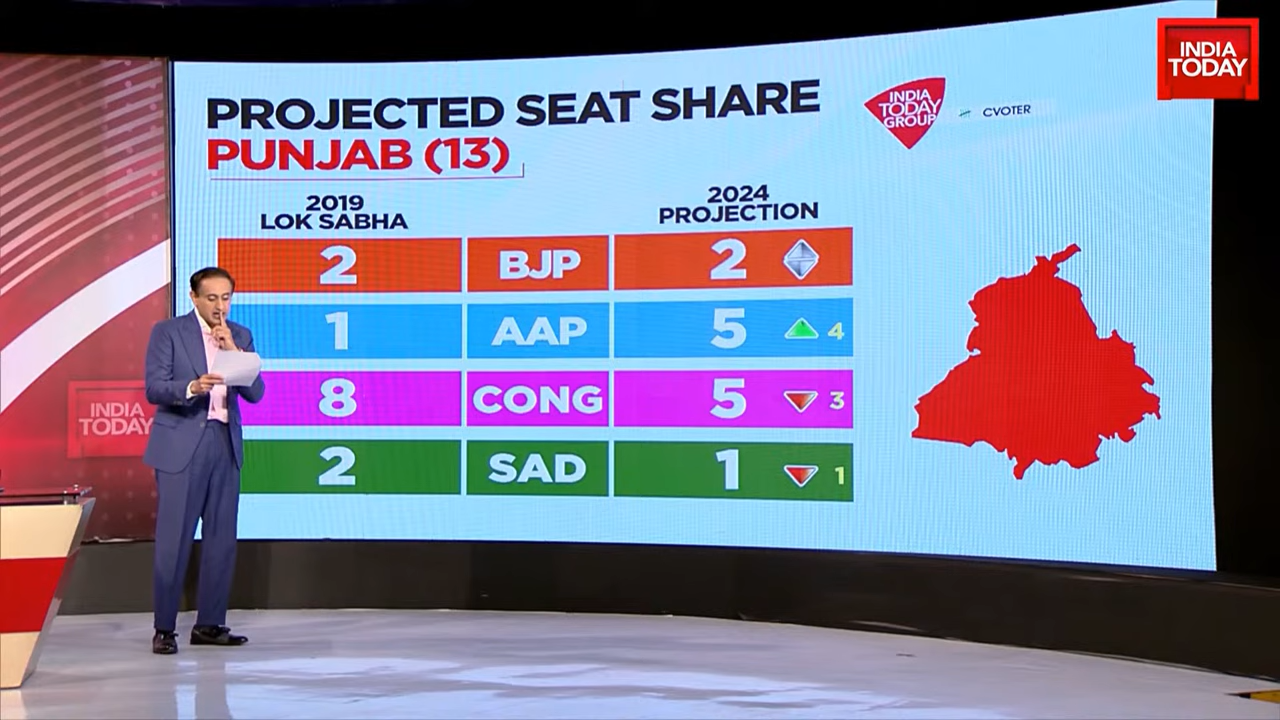 INDIA
TODAY
PROJECTED SEAT SHARE
PUNJAB (13)
INDIA
TODAY
GROUP
CVOTER
2019
LOK SABHA
2024
PROJECTION
2 BJP 2
1 AAP 5 4
8 CONG 5 3
2 SAD 1 1
INDIA
TODAY